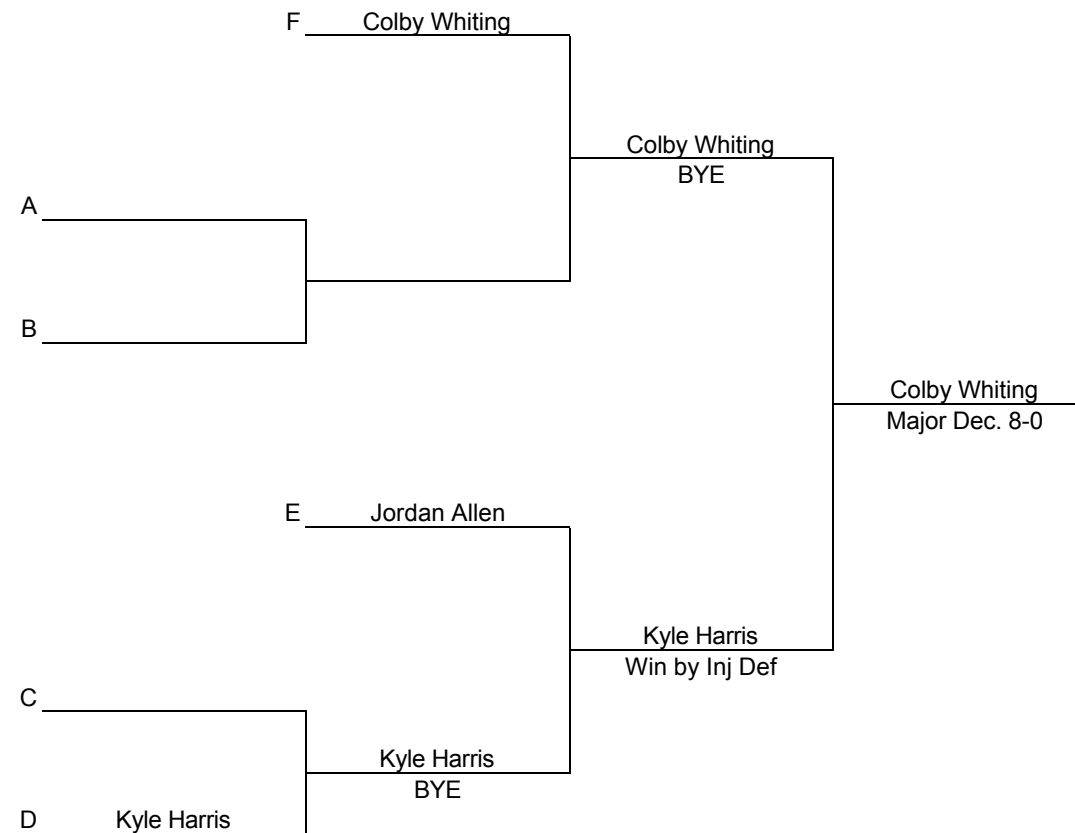 F Colby Whiting
Colby Whiting
BYE
A
B
Colby Whiting
Major Dec. 8-0
E Jordan Allen
Kyle Harris
Win by Inj Def
C
Kyle Harris
BYE
D Kyle Harris